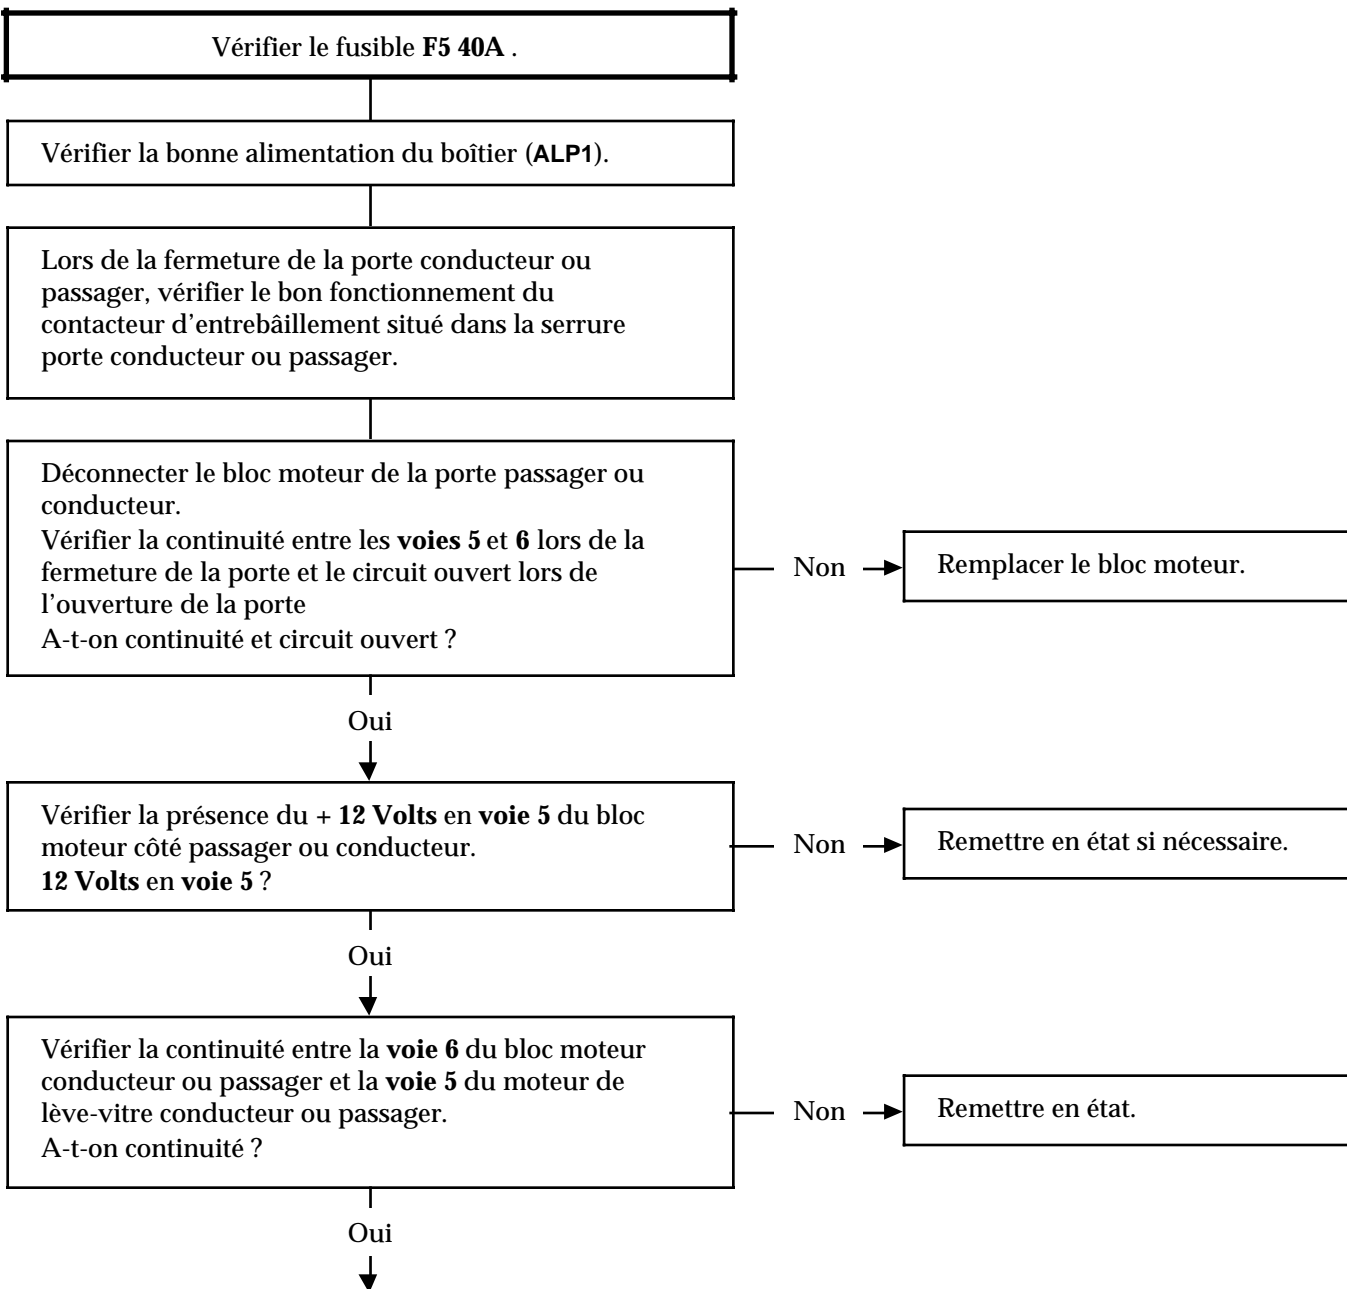 Vérifier le fusible F5 40A .
Vérifier la bonne alimentation du boîtier (ALP1).
Lors de la fermeture de la porte conducteur ou
passager, vérifier le bon fonctionnement du
contacteur d'entrebâillement situé dans la serrure
porte conducteur ou passager.
Déconnecter le bloc moteur de la porte passager ou
conducteur.
Vérifier la continuité entre les voies 5 et 6 lors de la
fermeture de la porte et le circuit ouvert lors de
l'ouverture de la porte
A-t-on continuité et circuit ouvert ?
Non
Remplacer le bloc moteur.
Oui
Vérifier la présence du + 12 Volts en voie 5 du bloc
moteur côté passager ou conducteur.
12 Volts en voie 5 ?
Non
Remettre en état si nécessaire.
Oui
Vérifier la continuité entre la voie 6 du bloc moteur
conducteur ou passager et la voie 5 du moteur de
lève-vitre conducteur ou passager.
A-t-on continuité ?
Non
Remettre en état.
Oui